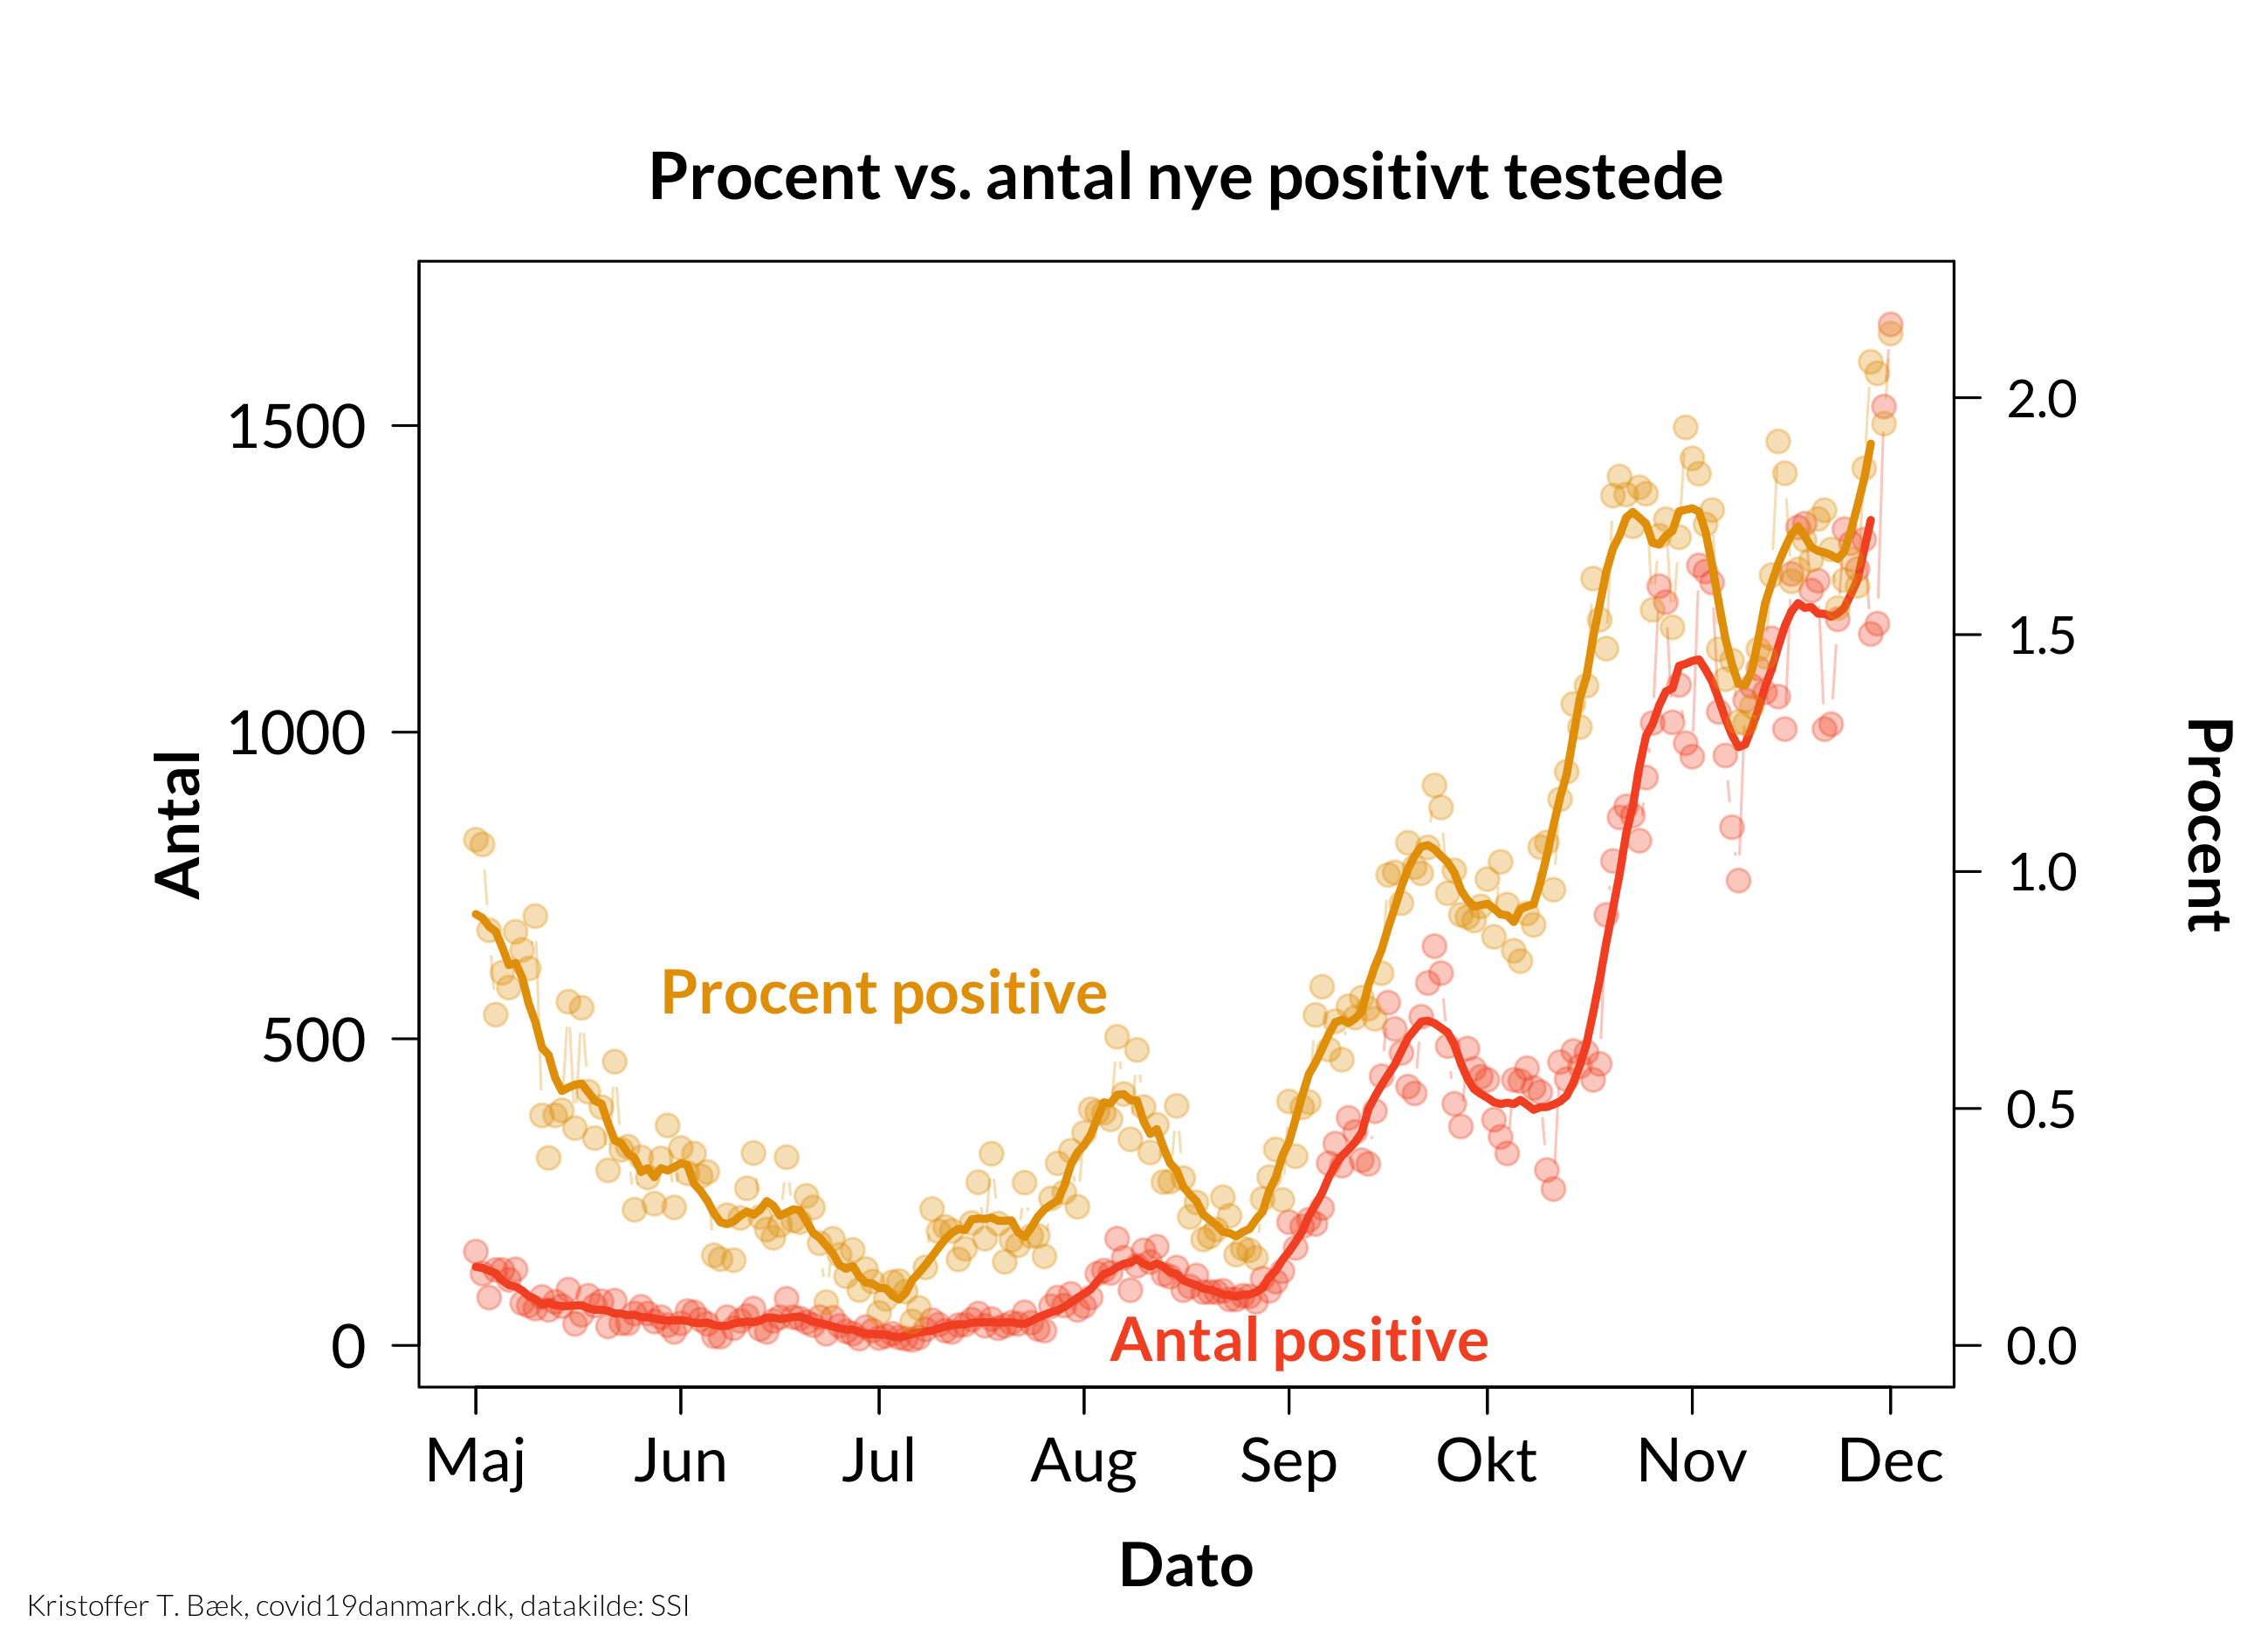 Procent vs. antal nye positivt testede
1500
1000
500
0
Antal
2.0
1.5
1.0
0.5
0.0
Procent
Procent positive
Antal positive
Maj Jun Jul Aug Sep Okt Nov Dec
Dato
Kristoffer T. Bæk, covid19danmark.dk, datakilde: SSI